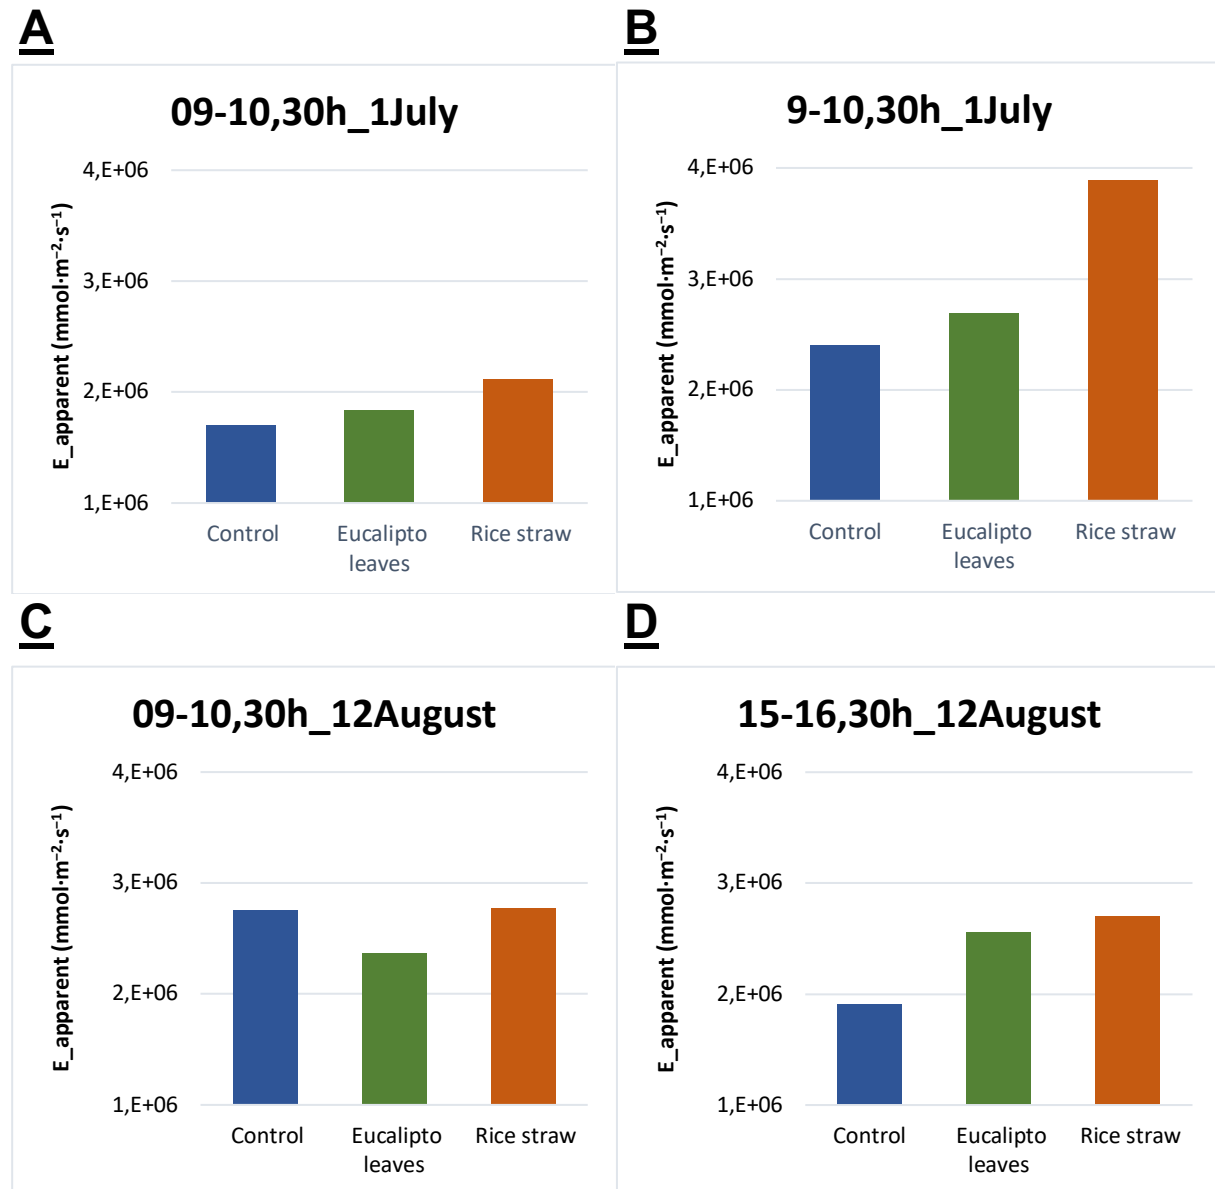 A
09-10,30h_1July
E_apparent (mmol·m⁻²·s⁻¹)
4,E+06
3,E+06
2,E+06
1,E+06
Control
Eucalipto
leaves
Rice straw
B
9-10,30h_1July
E_apparent (mmol·m⁻²·s⁻¹)
4,E+06
3,E+06
2,E+06
1,E+06
Control
Eucalipto
leaves
Rice straw
C
09-10,30h_12August
E_apparent (mmol·m⁻²·s⁻¹)
4,E+06
3,E+06
2,E+06
1,E+06
Control
Eucalipto
leaves
Rice straw
D
15-16,30h_12August
E_apparent (mmol·m⁻²·s⁻¹)
4,E+06
3,E+06
2,E+06
1,E+06
Control
Eucalipto
leaves
Rice straw